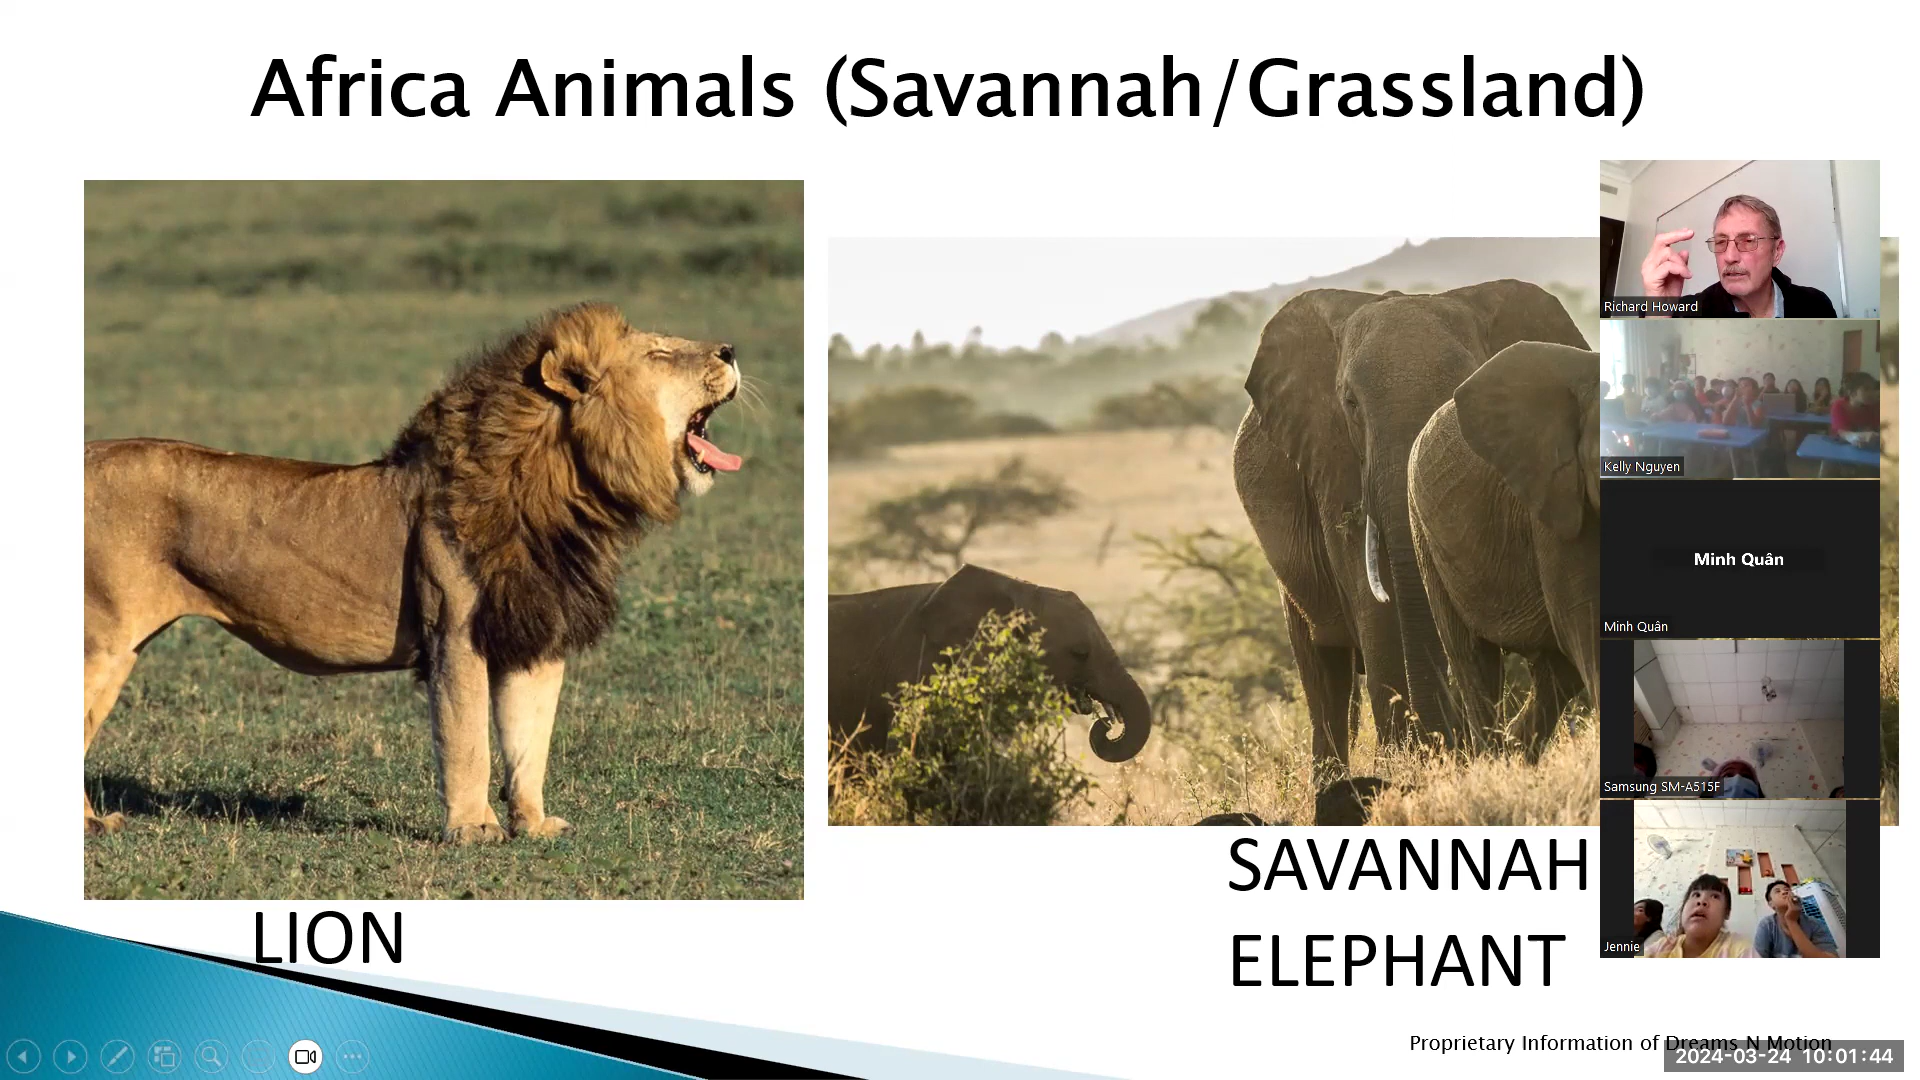 Africa Animals (Savannah/Grassland)
Richard Howard
Kelly Nguyen
Minh Quân
Minh Quân
Samsung SM-A515F
Jennie
LION
SAVANNAH
ELEPHANT
Proprietary Information of Dreams N Motion
2024-03-24 10:01:44